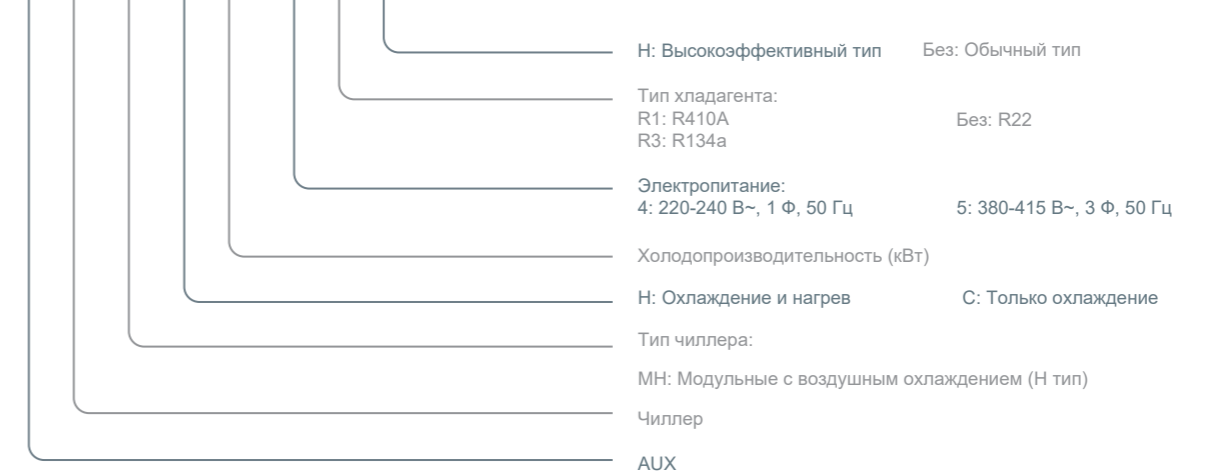 H: Высокоэффективный тип Без: Обычный тип
Тип хладагента:
R1: R410A
Без: R22
R3: R134a
Электропитание:
4: 220-240 В~, 1 Ф, 50 Гц 5: 380-415 В~, 3 Ф, 50 Гц
Холодопроизводительность (кВт)
H: Охлаждение и нагрев C: Только охлаждение
Тип чиллера:
MH: Модульные с воздушным охлаждением (H тип)
Чиллер
AUX